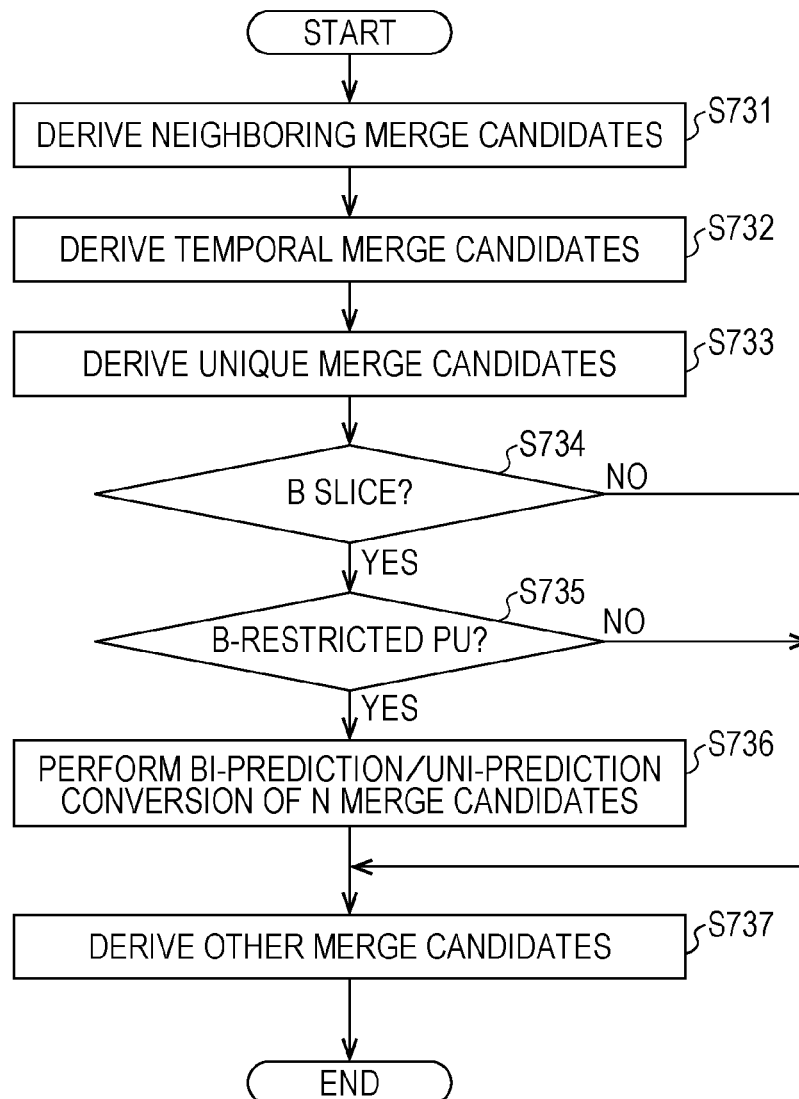 START
S731
DERIVE NEIGHBORING MERGE CANDIDATES
S732
DERIVE TEMPORAL MERGE CANDIDATES
S733
DERIVE UNIQUE MERGE CANDIDATES
S734
B SLICE?
NO
YES
S735
B-RESTRICTED PU?
NO
YES
S736
PERFORM BI-PREDICTION/UNI-PREDICTION
CONVERSION OF N MERGE CANDIDATES
S737
DERIVE OTHER MERGE CANDIDATES
END